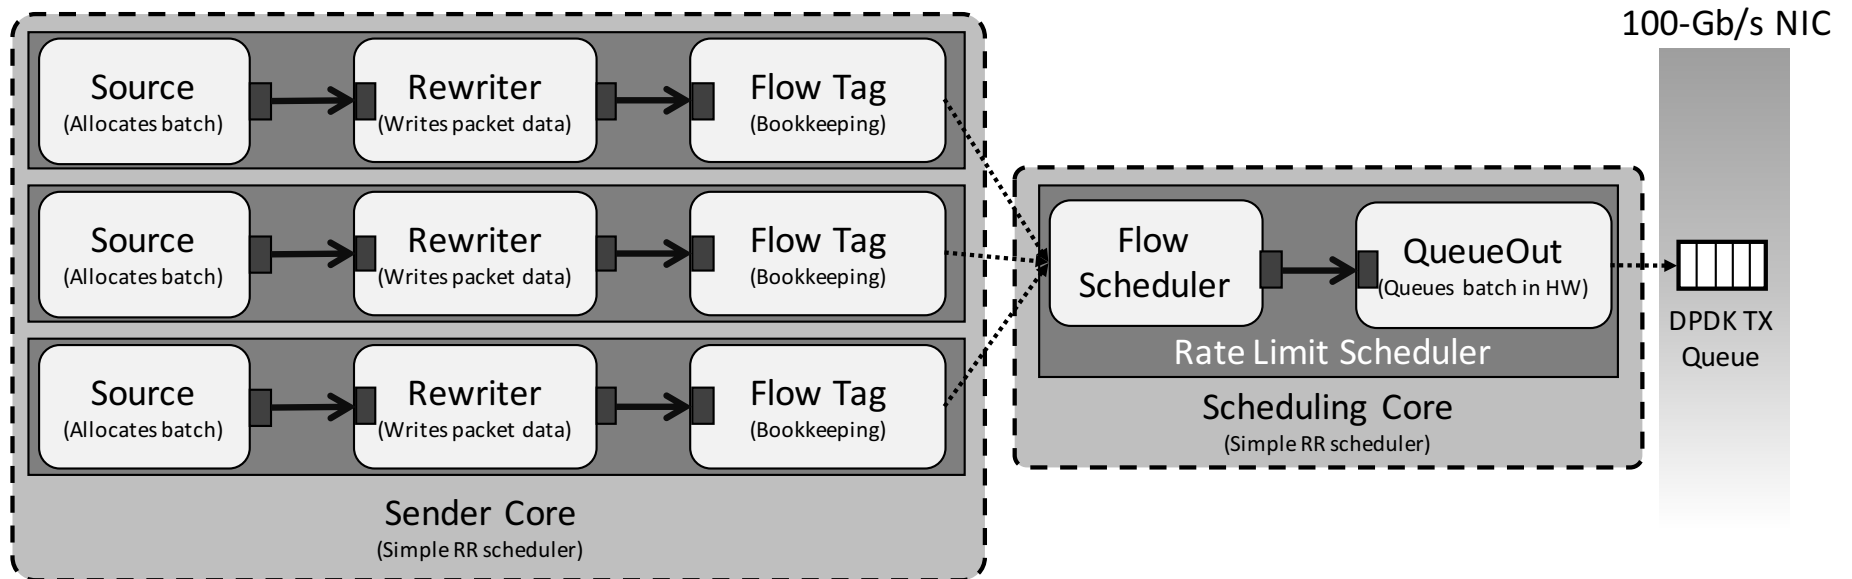 100-Gb/s NIC
Source
(Allocates batch)
Rewriter
(Writes packet data)
Flow Tag
(Bookkeeping)
Source
(Allocates batch)
Rewriter
(Writes packet data)
Flow Tag
(Bookkeeping)
Source
(Allocates batch)
Rewriter
(Writes packet data)
Flow Tag
(Bookkeeping)
Sender Core
(Simple RR scheduler)
Flow
Scheduler
QueueOut
(Queues batch in HW)
Rate Limit Scheduler
Scheduling Core
(Simple RR scheduler)
DPDK TX
Queue